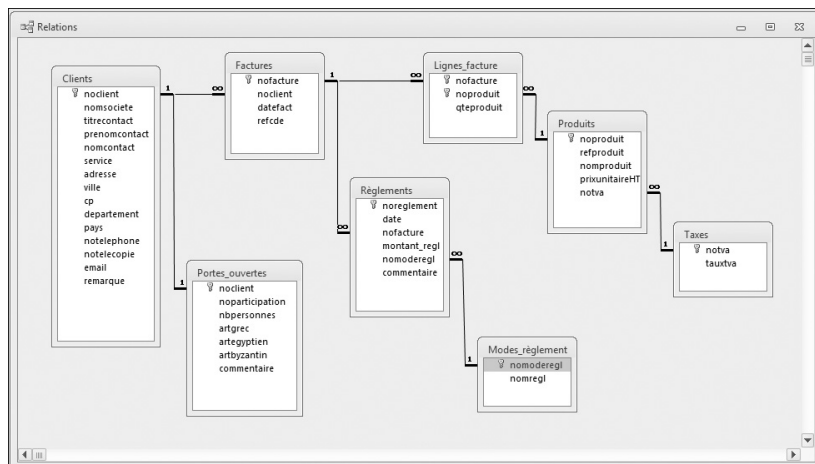 Relations
Clients
noclient
nomsociete
titrecontact
prenomcontact
nomcontact
service
adresse
ville
cp
departement
pays
notelephone
notelecopie
email
remarque
1
∞
Factures
nofacture
noclient
datefact
refcde
1
∞
Lignes_facture
nofacture
noproduit
qteproduit
∞
1
Produits
noproduit
refproduit
nomproduit
prixunitaireHT
notva
∞
1
Taxes
notva
tauxtva
Règlements
noreglement
date
nofacture
montant_regl
nomoderegl
commentaire
∞
∞
1
Portes_ouvertes
noclient
noparticipation
nbpersonnes
artgrec
artegyptien
artbyzantin
commentaire
1
Modes_règlement
nomoderegl
nomregl